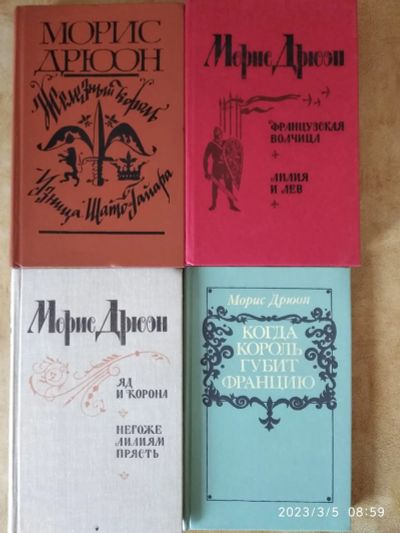 МОРИС
ДРЮОН
Железный король
Узница Шато-Гайара
Морис Дрюон
ФРАНЦУЗСКАЯ
ВОЛЧИЦА
ЛИЛИЯ
И ЛЕВ
Морис Дрюон
ЯД
И КОРОНА
НЕГОЖЕ
ЛИЛИЯМ
ПРЯСТЬ
Морис Дрюон
КОГДА
КОРОЛЬ
ГУБИТ
ФРАНЦИЮ
2023/3/5 08:59